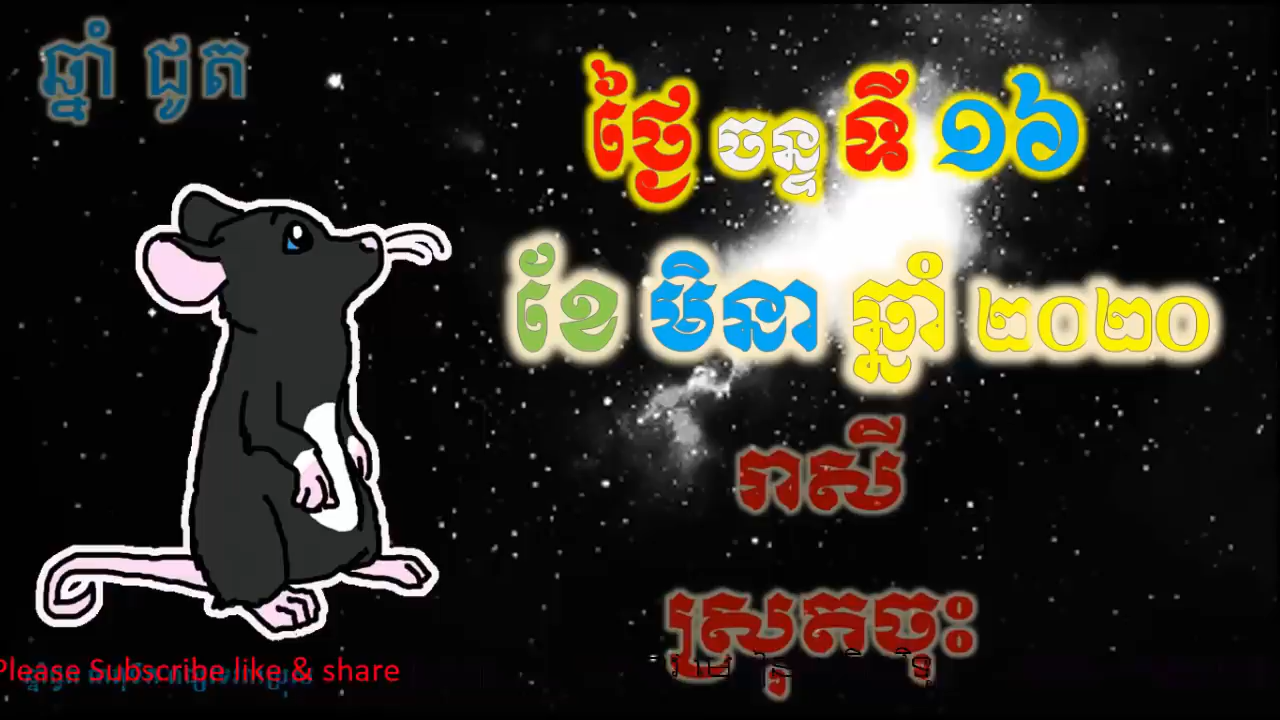 ឆ្នាំ ជូត
ថ្ងៃ ចន្ទ ទី ១៦
ខែ មិនា ឆ្នាំ ២០២០
រាសី
ស្រុតចុះ
Please Subscribe like & share